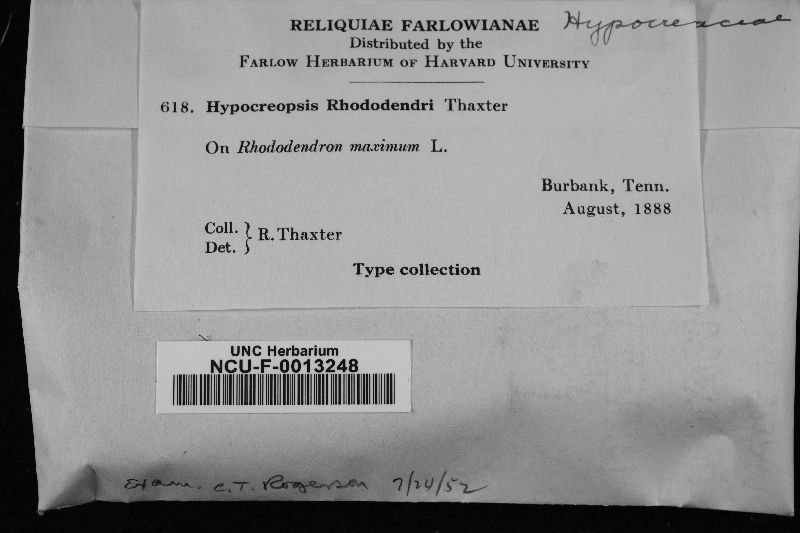 RELIQUIAE FARLOWIANAE Hypocreaceae
Distributed by the
FARLOW HERBARIUM OF HARVARD UNIVERSITY
618. Hypocreopsis Rhododendri Thaxter
On Rhododendron maximum L.
Burbank, Tenn.
August, 1888
Coll. } R. Thaxter
Det.
Type collection
UNC Herbarium
NCU-F-0013248
Exam. C.T. Rogerson 7/24/52